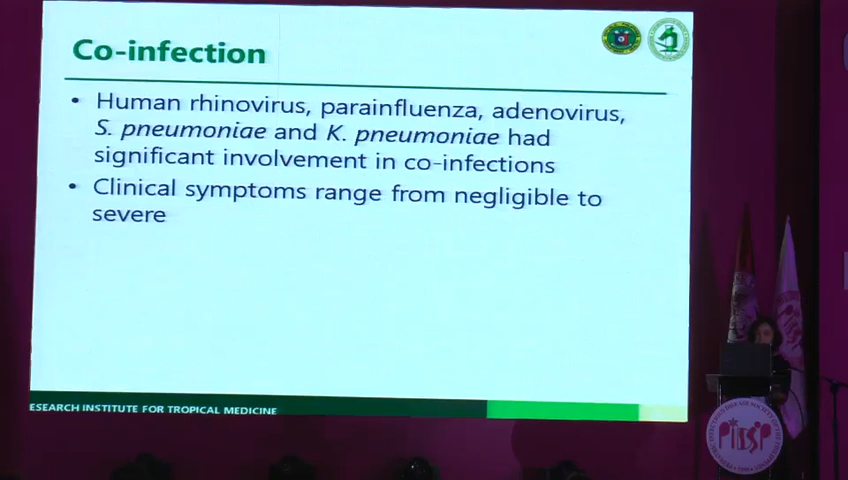 Co-infection
• Human rhinovirus, parainfluenza, adenovirus,
S. pneumoniae and K. pneumoniae had
significant involvement in co-infections
• Clinical symptoms range from negligible to
severe
ESEARCH INSTITUTE FOR TROPICAL MEDICINE
PIDSP